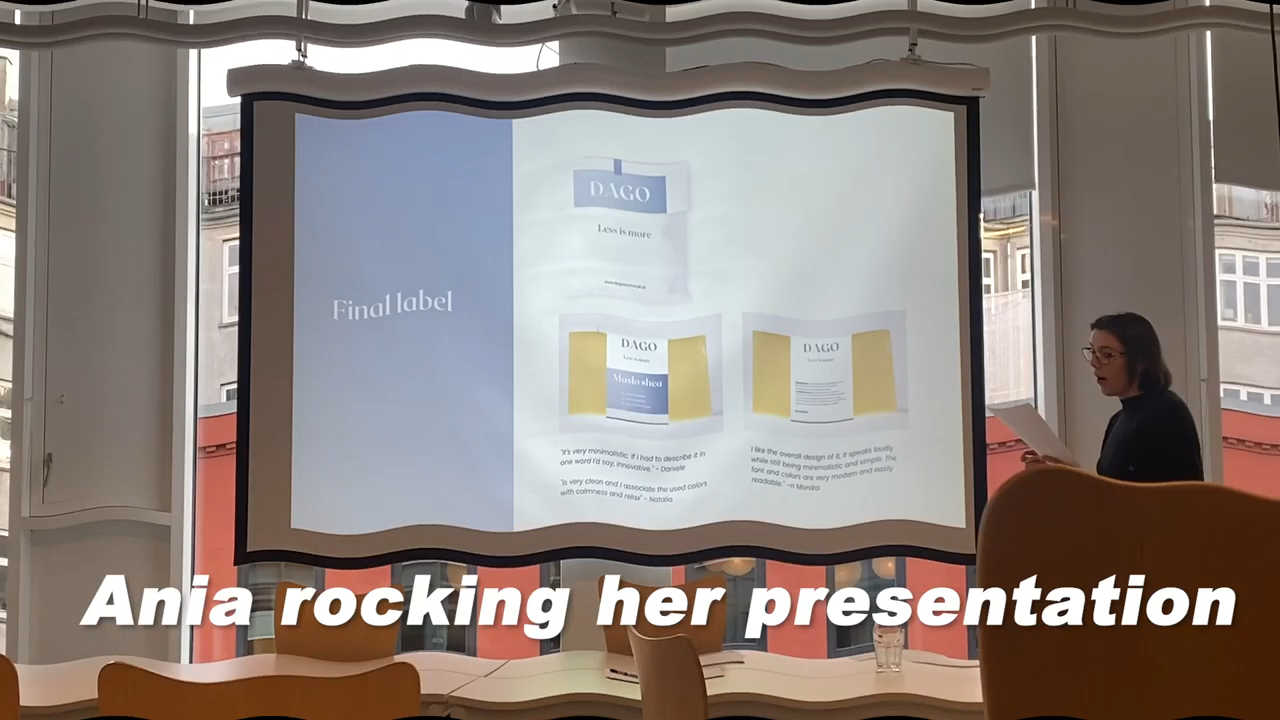 DAGO
Less is more
Final label
DAGO
Less is more
Masło shea
DAGO
"It's very minimalistic. If I had to describe it in
one word I'd say, innovative." - Daniele
"is very clean and I associate the used colors
with calmness and relax" - Natalia
I like the overall design of it, it speaks loudly
while still being minimalistic and simple. The
font and colors are very modern and easily
readable." -n Monika
Ania rocking her presentation